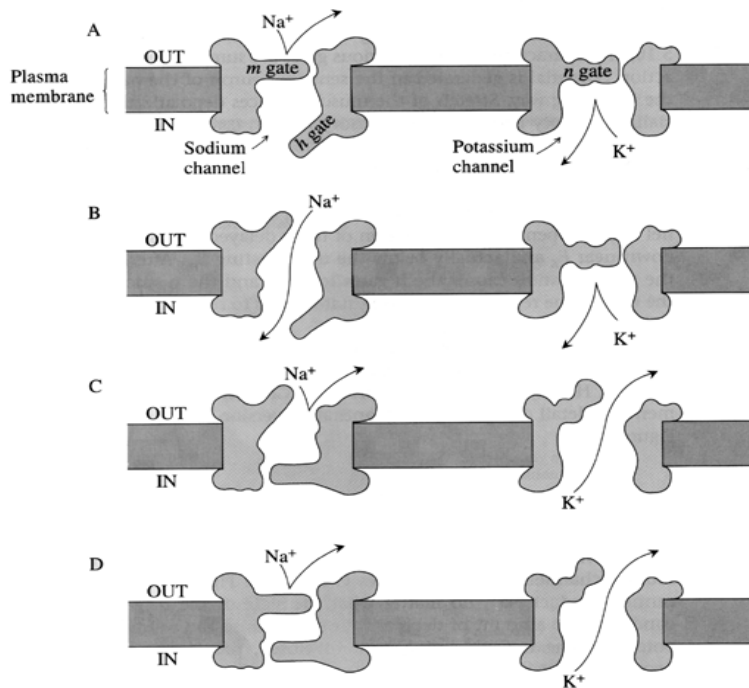 A
Na⁺
OUT
m gate
n gate
Plasma
membrane
IN
h gate
Sodium
channel
Potassium
channel
K⁺
B
Na⁺
OUT
IN
K⁺
C
Na⁺
OUT
IN
K⁺
D
Na⁺
OUT
IN
K⁺